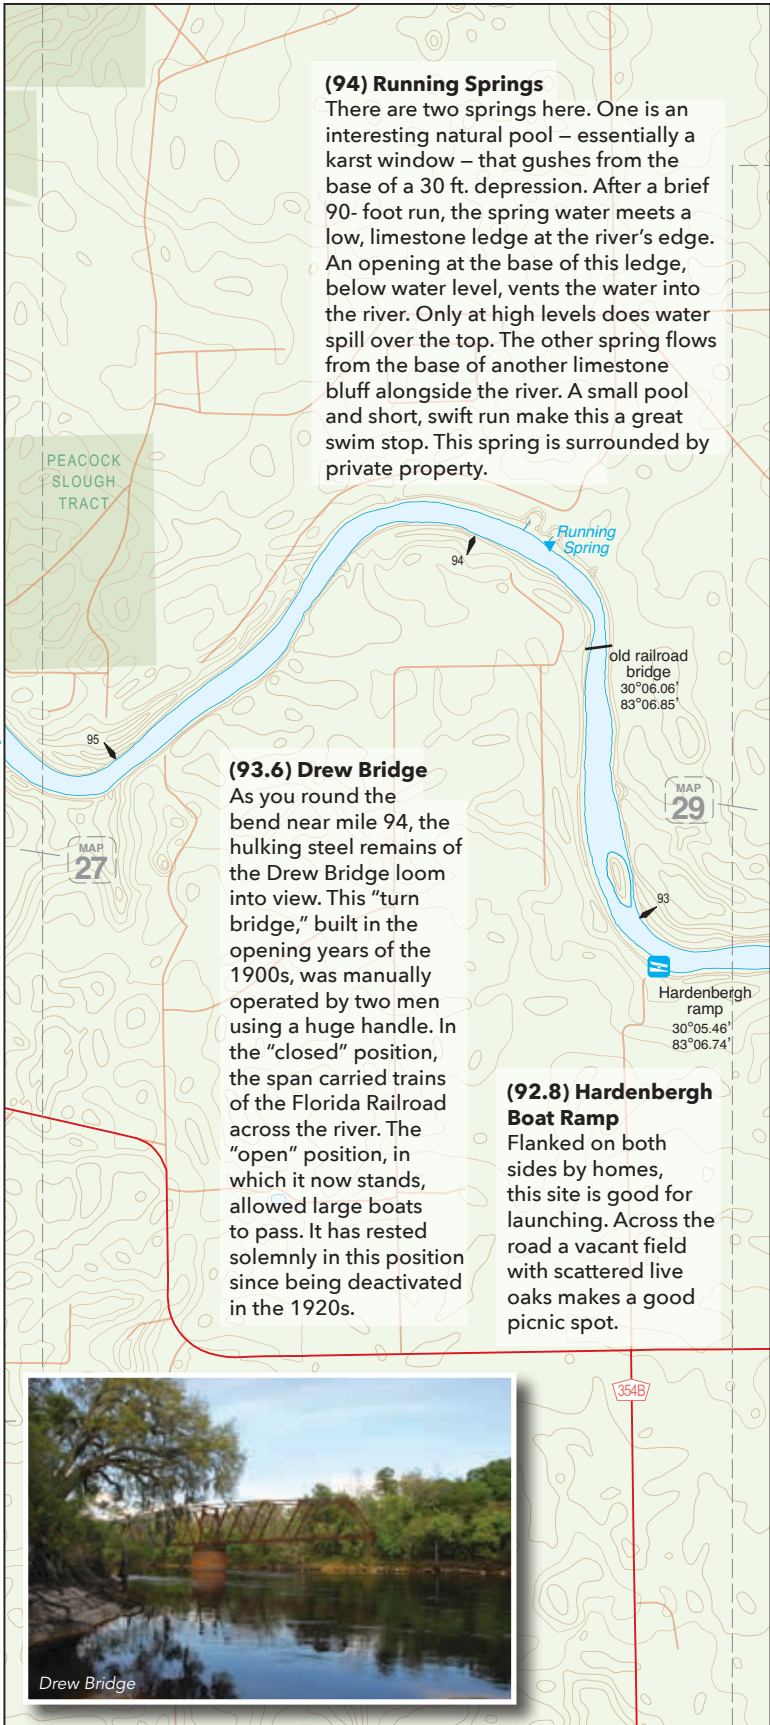 (94) Running Springs
There are two springs here. One is an
interesting natural pool – essentially a
karst window – that gushes from the
base of a 30 ft. depression. After a brief
90- foot run, the spring water meets a
low, limestone ledge at the river’s edge.
An opening at the base of this ledge,
below water level, vents the water into
the river. Only at high levels does water
spill over the top. The other spring flows
from the base of another limestone
bluff alongside the river. A small pool
and short, swift run make this a great
swim stop. This spring is surrounded by
private property.
PEACOCK
SLOUGH
TRACT
Running
Spring
94
old railroad
bridge
30°06.06’
83°06.85’
95
MAP
29
MAP
27
(93.6) Drew Bridge
As you round the
bend near mile 94, the
hulking steel remains of
the Drew Bridge loom
into view. This “turn
bridge,” built in the
opening years of the
1900s, was manually
operated by two men
using a huge handle. In
the “closed” position,
the span carried trains
of the Florida Railroad
across the river. The
“open” position, in
which it now stands,
allowed large boats
to pass. It has rested
solemnly in this position
since being deactivated
in the 1920s.
93
Hardenbergh
ramp
30°05.46’
83°06.74’
(92.8) Hardenbergh
Boat Ramp
Flanked on both
sides by homes,
this site is good for
launching. Across the
road a vacant field
with scattered live
oaks makes a good
picnic spot.
354B
Drew Bridge